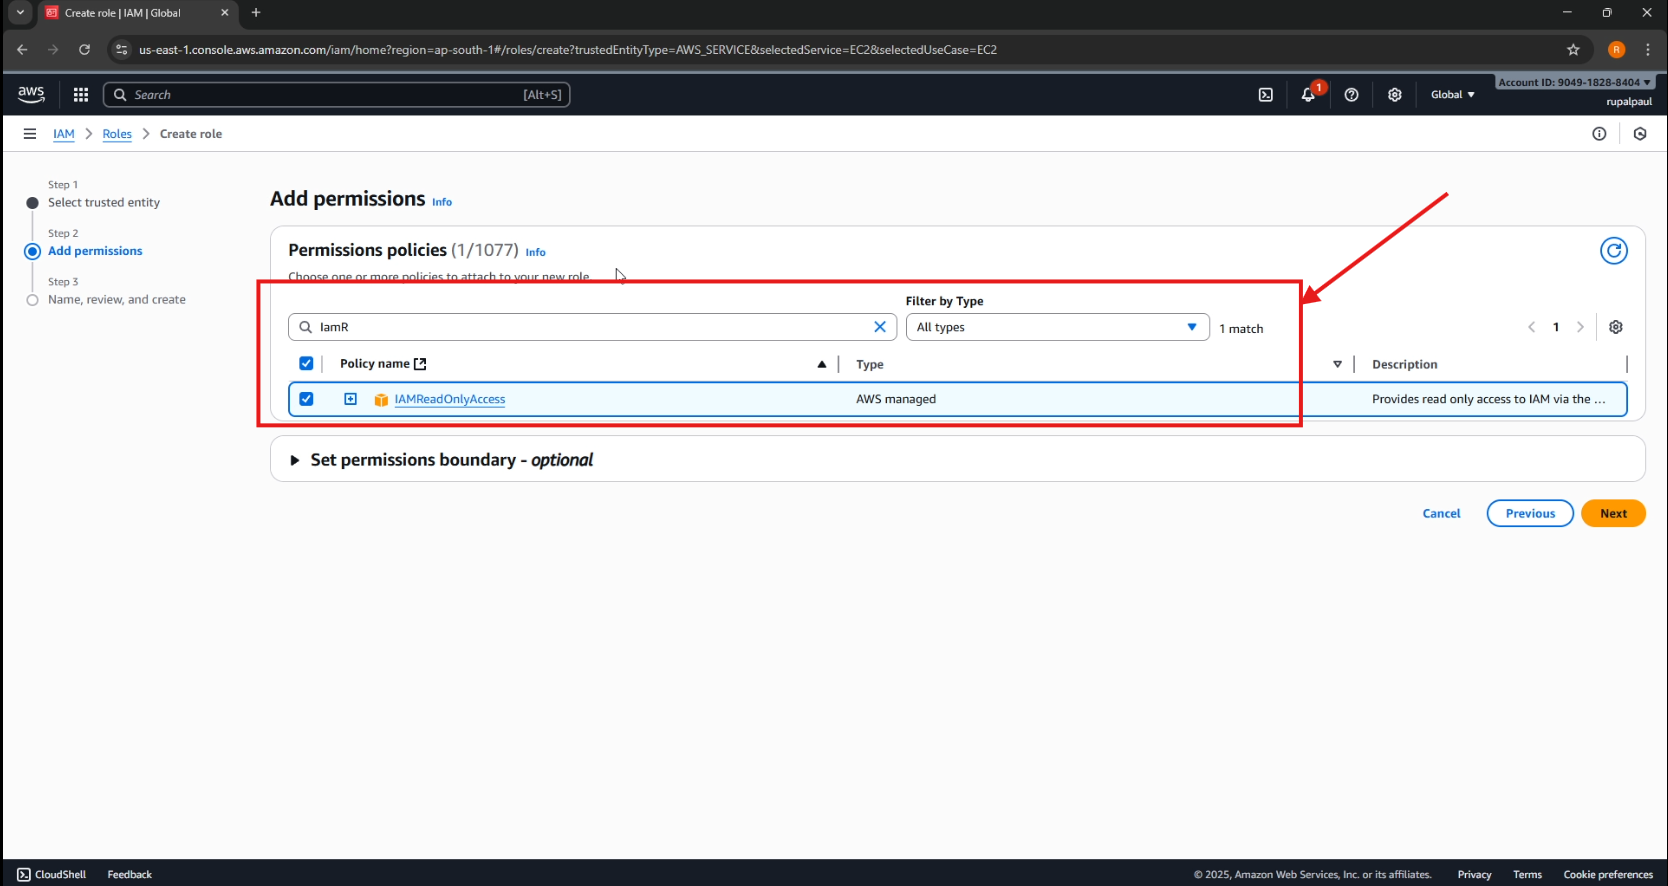 Create role | IAM | Global
us-east-1.console.aws.amazon.com/iam/home?region=ap-south-1#/roles/create?trustedEntityType=AWS_SERVICE&selectedService=EC2&selectedUseCase=EC2
R
aws
Search
[Alt+S]
1
Global
Account ID: 9049-1828-8404
rupalpaul
IAM
Roles
Create role
Step 1
Select trusted entity
Step 2
Add permissions
Step 3
Name, review, and create
Add permissions Info
Permissions policies (1/1077) Info
Choose one or more policies to attach to your new role.
Filter by Type
IamR
All types
1 match
1
Policy name
Type
Description
IAMReadOnlyAccess
AWS managed
Provides read only access to IAM via the ...
Set permissions boundary - optional
Cancel
Previous
Next
CloudShell
Feedback
© 2025, Amazon Web Services, Inc. or its affiliates.
Privacy
Terms
Cookie preferences